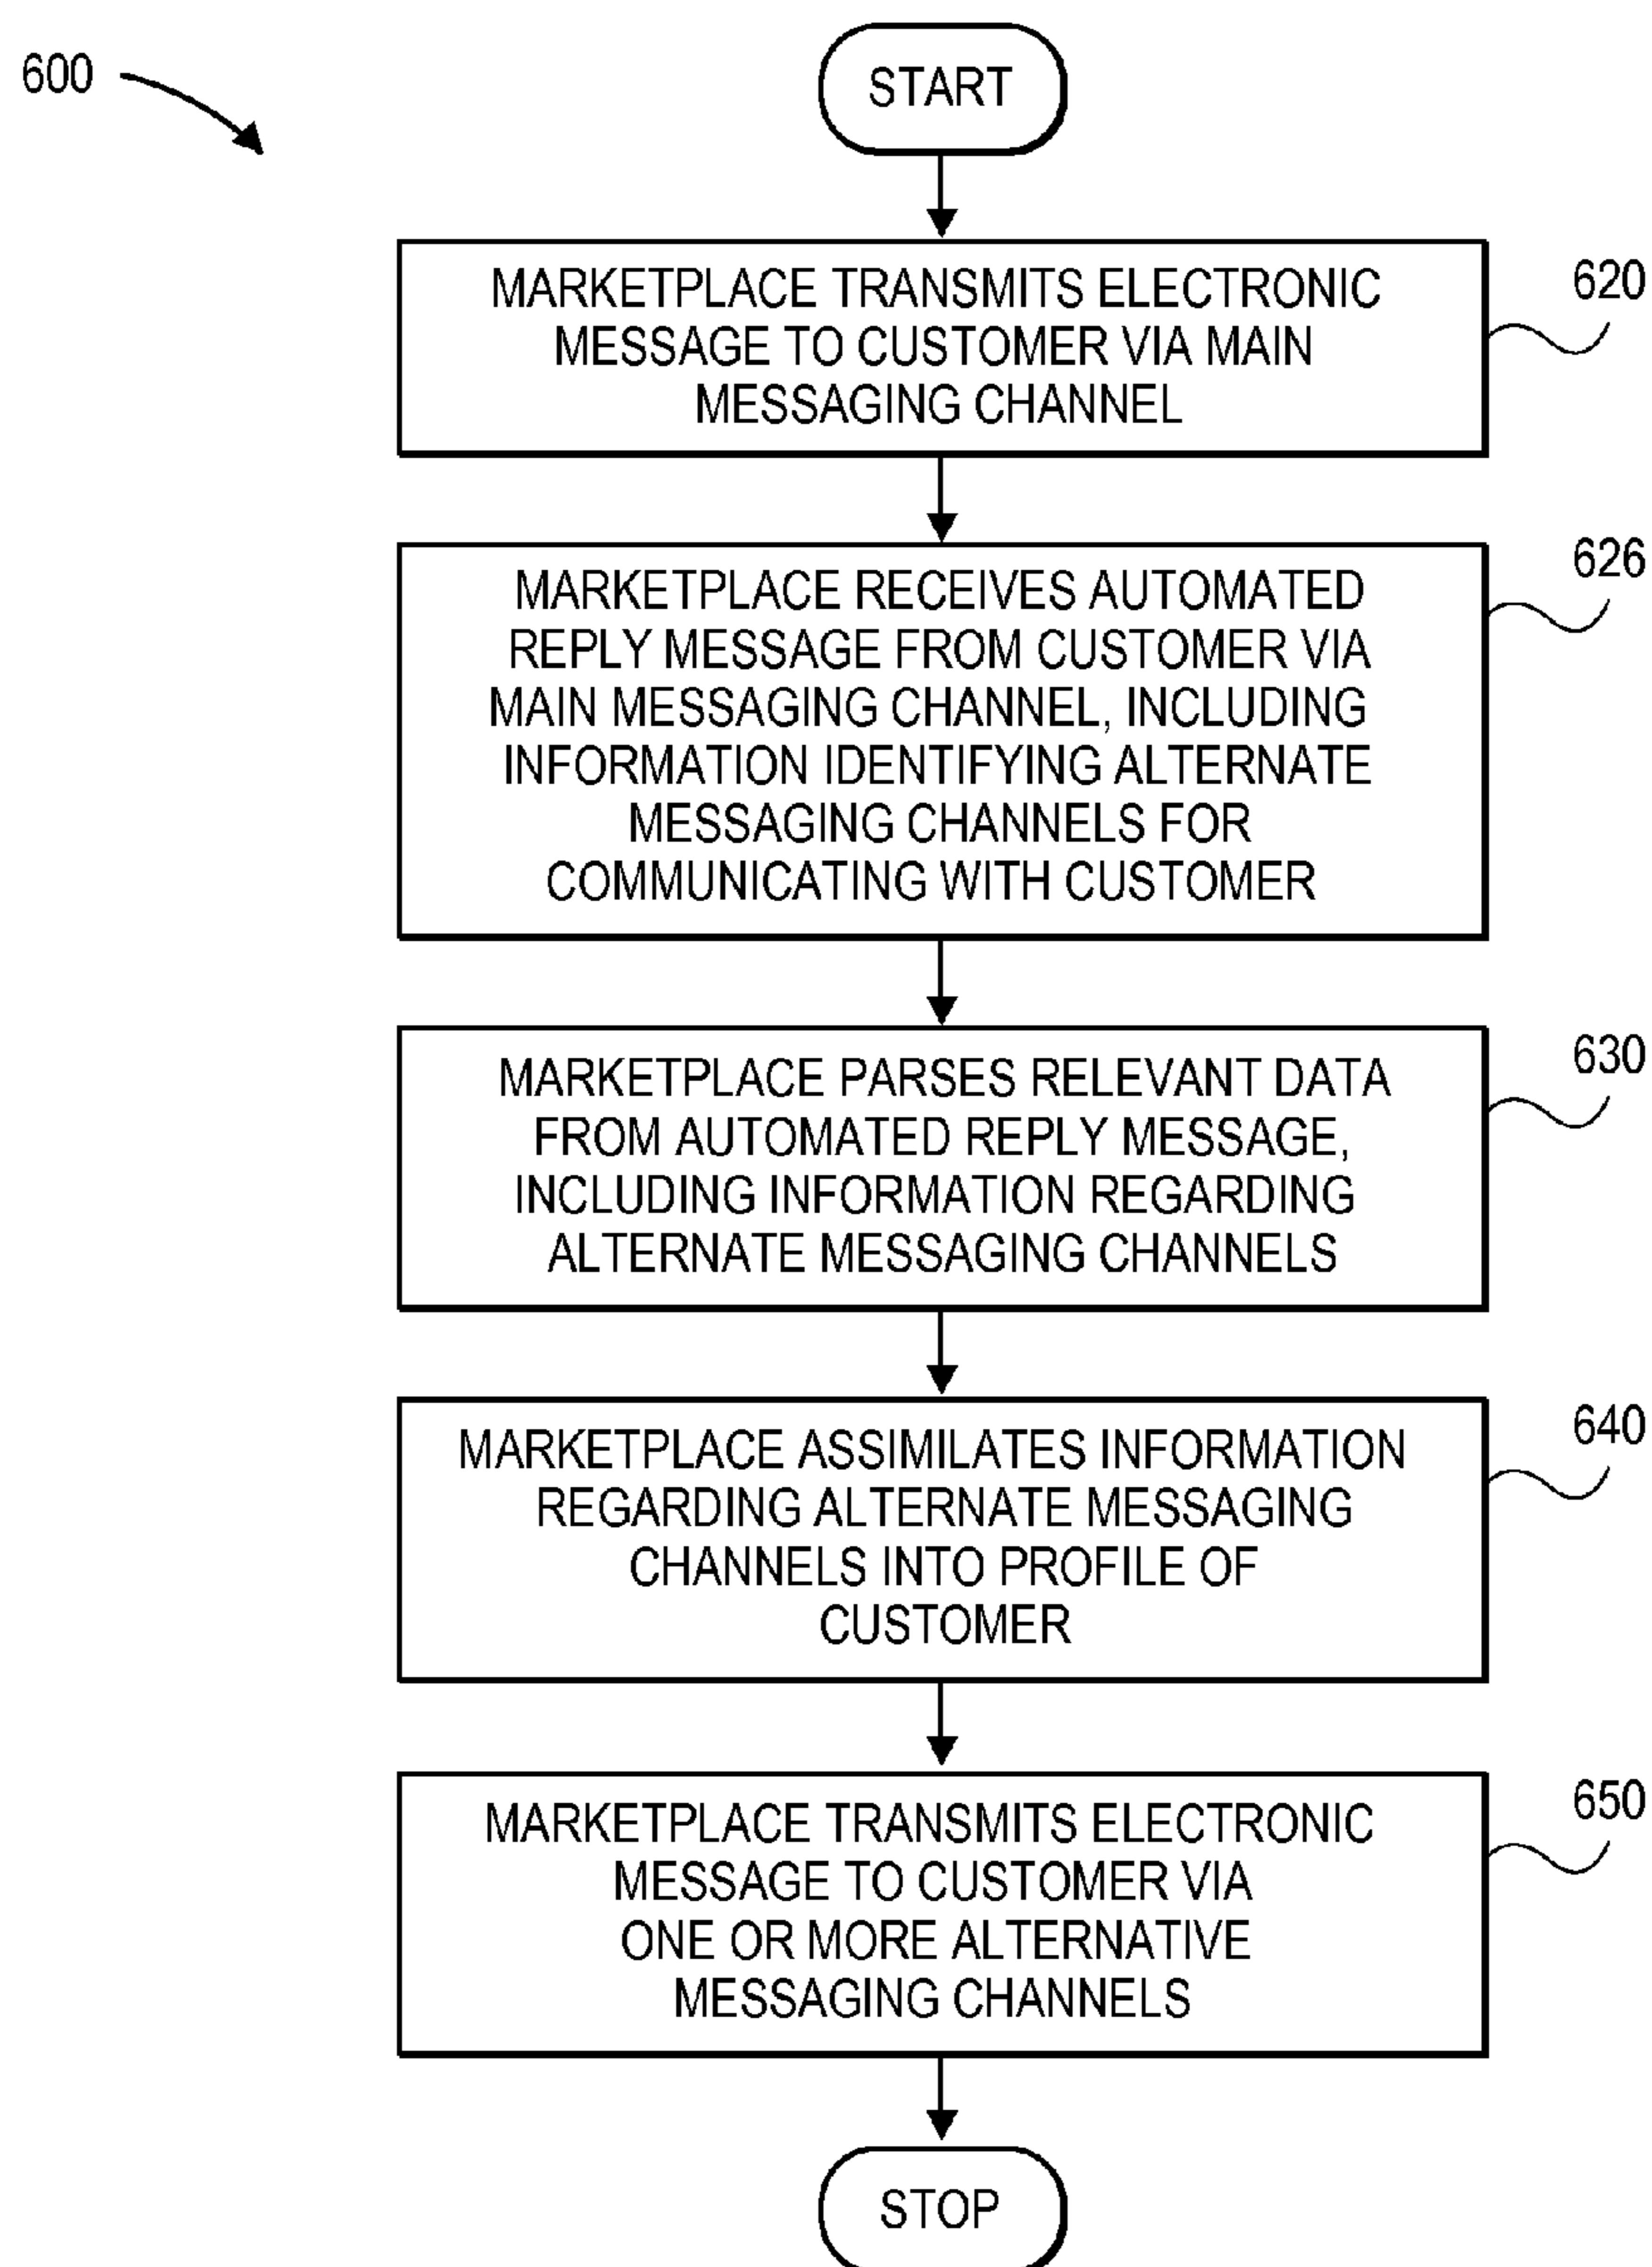 600
START
MARKETPLACE TRANSMITS ELECTRONIC
MESSAGE TO CUSTOMER VIA MAIN
MESSAGING CHANNEL
620
MARKETPLACE RECEIVES AUTOMATED
REPLY MESSAGE FROM CUSTOMER VIA
MAIN MESSAGING CHANNEL, INCLUDING
INFORMATION IDENTIFYING ALTERNATE
MESSAGING CHANNELS FOR
COMMUNICATING WITH CUSTOMER
626
MARKETPLACE PARSES RELEVANT DATA
FROM AUTOMATED REPLY MESSAGE,
INCLUDING INFORMATION REGARDING
ALTERNATE MESSAGING CHANNELS
630
MARKETPLACE ASSIMILATES INFORMATION
REGARDING ALTERNATE MESSAGING
CHANNELS INTO PROFILE OF
CUSTOMER
640
MARKETPLACE TRANSMITS ELECTRONIC
MESSAGE TO CUSTOMER VIA
ONE OR MORE ALTERNATIVE
MESSAGING CHANNELS
650
STOP